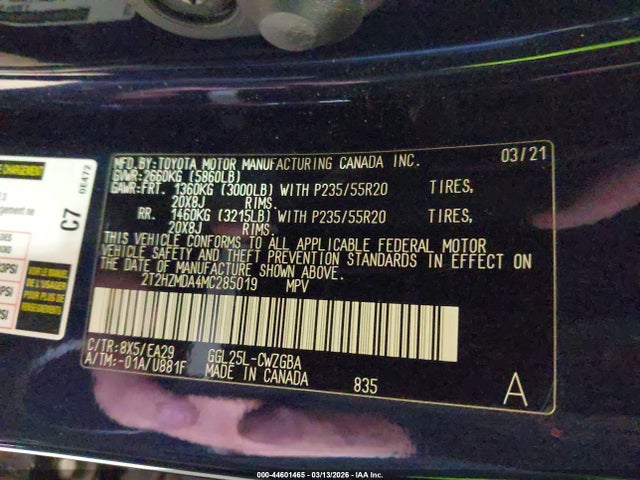 MFD.BY:TOYOTA MOTOR MANUFACTURING CANADA INC. 03/21
GVWR:2660KG (5860LB)
GAWR:FRT. 1360KG (3000LB) WITH P235/55R20 TIRES,
20X8J RIMS.
RR. 1460KG (3215LB) WITH P235/55R20 TIRES,
20X8J RIMS.
THIS VEHICLE CONFORMS TO ALL APPLICABLE FEDERAL MOTOR
VEHICLE SAFETY AND THEFT PREVENTION STANDARDS IN EFFECT ON
THE DATE OF MANUFACTURE SHOWN ABOVE.
2T2HZMDA4MC285019 MPV
C/TR:8X5/EA29 GGL25L-CWZGBA
A/TM:-01A/U881F MADE IN CANADA 835 A
C7
0E472
VOIR LE MANUEL
000-44601465 - 03/13/2026 - IAA Inc.